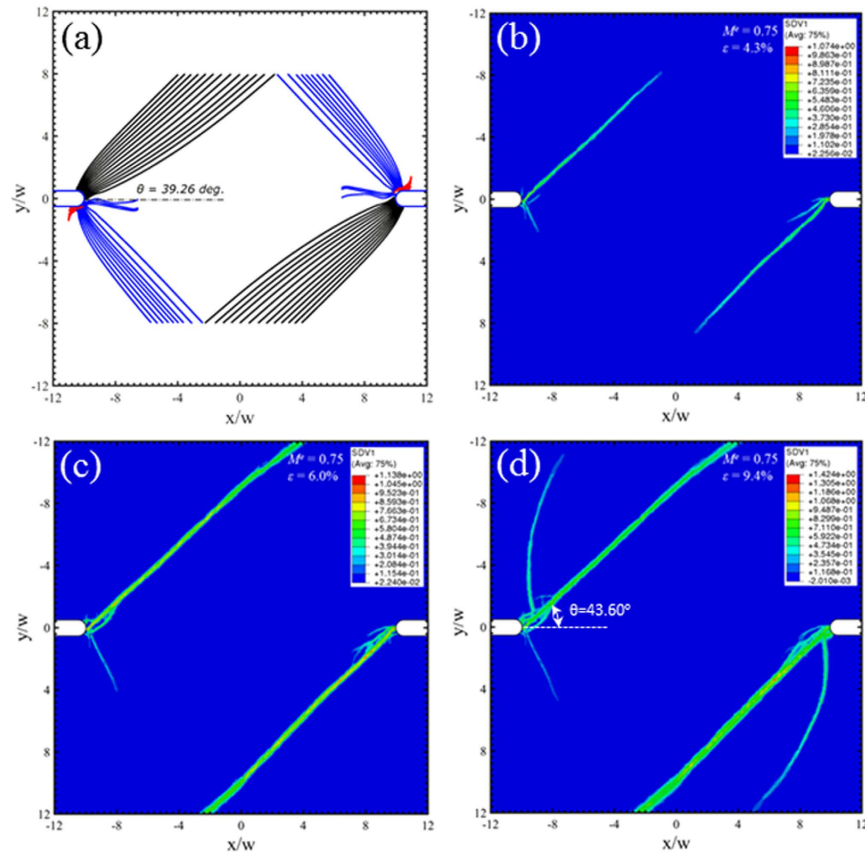 (a)
12
8
4
0
-4
-8
-12
y/w
θ = 39.26 deg.
-12 -8 -4 0 4 8 12
x/w
(b)
Mᵉ = 0.75
ε = 4.3%
SDV1
(Avg: 75%)
+1.074e+00
+9.863e-01
+8.987e-01
+8.111e-01
+7.235e-01
+6.359e-01
+5.483e-01
+4.606e-01
+3.730e-01
+2.854e-01
+1.978e-01
+1.102e-01
+2.256e-02
-12
-8
-4
0
4
8
12
y/w
-12 -8 -4 0 4 8 12
x/w
(c)
Mᵉ = 0.75
ε = 6.0%
SDV1
(Avg: 75%)
+1.138e+00
+1.045e+00
+9.523e-01
+8.593e-01
+7.663e-01
+6.734e-01
+5.804e-01
+4.874e-01
+3.944e-01
+3.014e-01
+2.084e-01
+1.154e-01
+2.240e-02
-12
-8
-4
0
4
8
12
y/w
-12 -8 -4 0 4 8 12
x/w
(d)
Mᵉ = 0.75
ε = 9.4%
SDV1
(Avg: 75%)
+1.424e+00
+1.305e+00
+1.186e+00
+1.068e+00
+9.487e-01
+8.299e-01
+7.110e-01
+5.922e-01
+4.734e-01
+3.545e-01
+2.357e-01
+1.168e-01
-2.010e-03
θ=43.60°
-12
-8
-4
0
4
8
12
y/w
-12 -8 -4 0 4 8 12
x/w